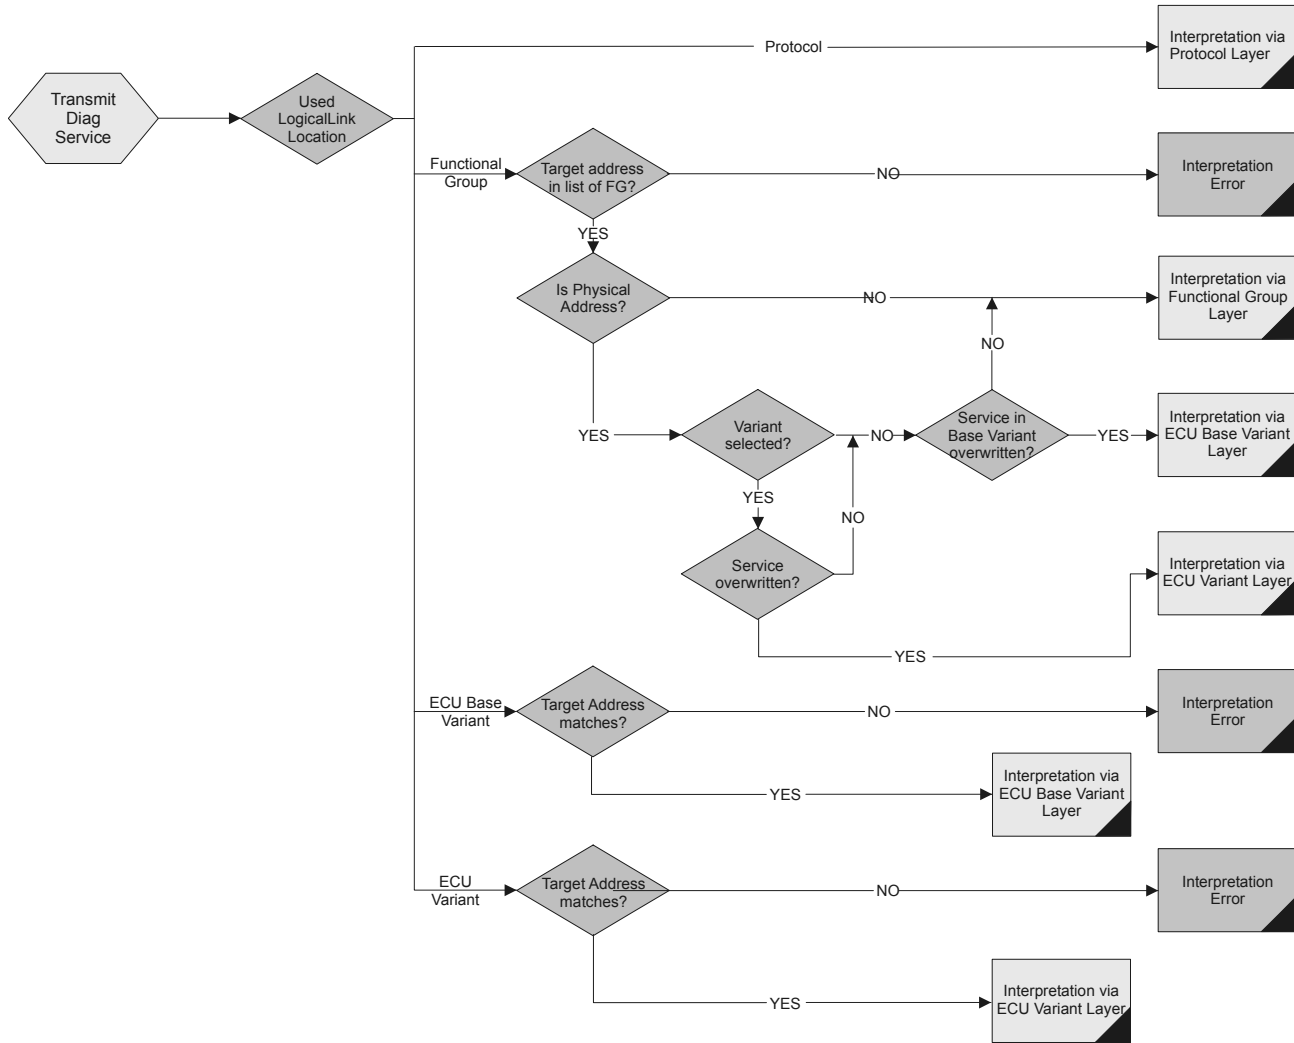 Protocol
Interpretation via
Protocol Layer
Transmit
Diag
Service
Used
LogicalLink
Location
Functional
Group
Target address
in list of FG?
NO
Interpretation
Error
YES
Is Physical
Address?
NO
Interpretation via
Functional Group
Layer
NO
YES
Variant
selected?
NO
Service in
Base Variant
overwritten?
YES
Interpretation via
ECU Base Variant
Layer
YES
NO
Service
overwritten?
Interpretation via
ECU Variant Layer
YES
ECU Base
Variant
Target Address
matches?
NO
Interpretation
Error
YES
Interpretation via
ECU Base Variant
Layer
ECU
Variant
Target Address
matches?
NO
Interpretation
Error
YES
Interpretation via
ECU Variant Layer